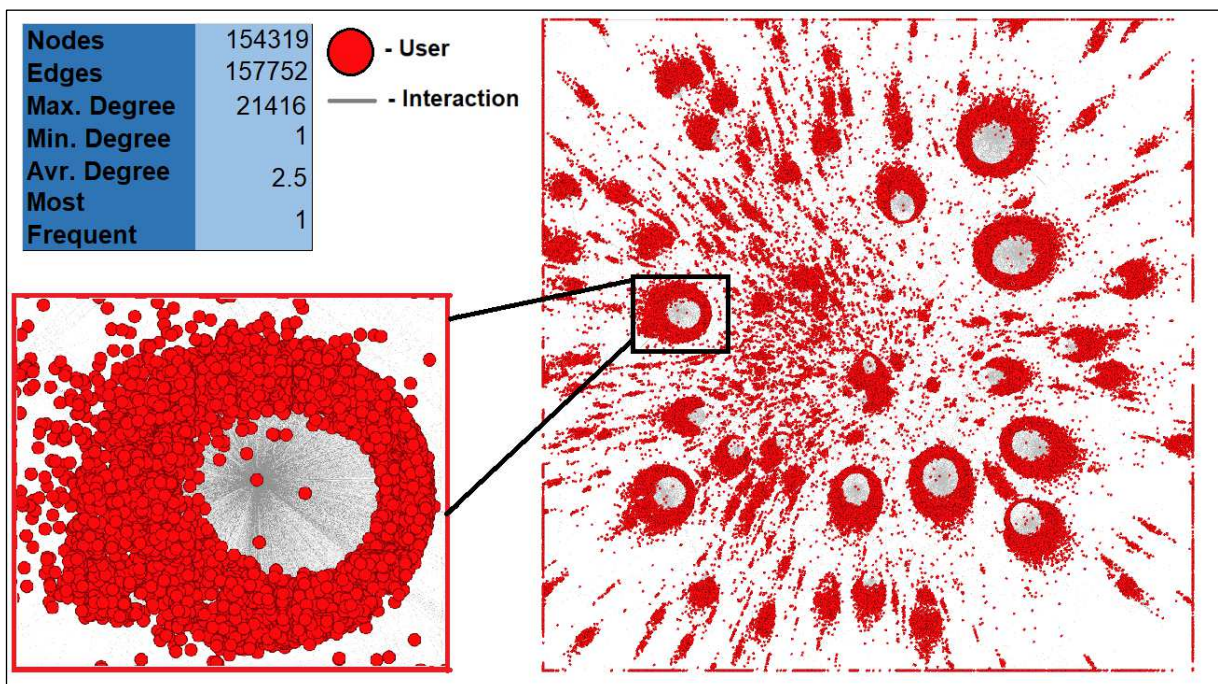 Nodes 154319
Edges 157752
Max. Degree 21416
Min. Degree 1
Avr. Degree 2.5
Most
Frequent 1
- User
- Interaction